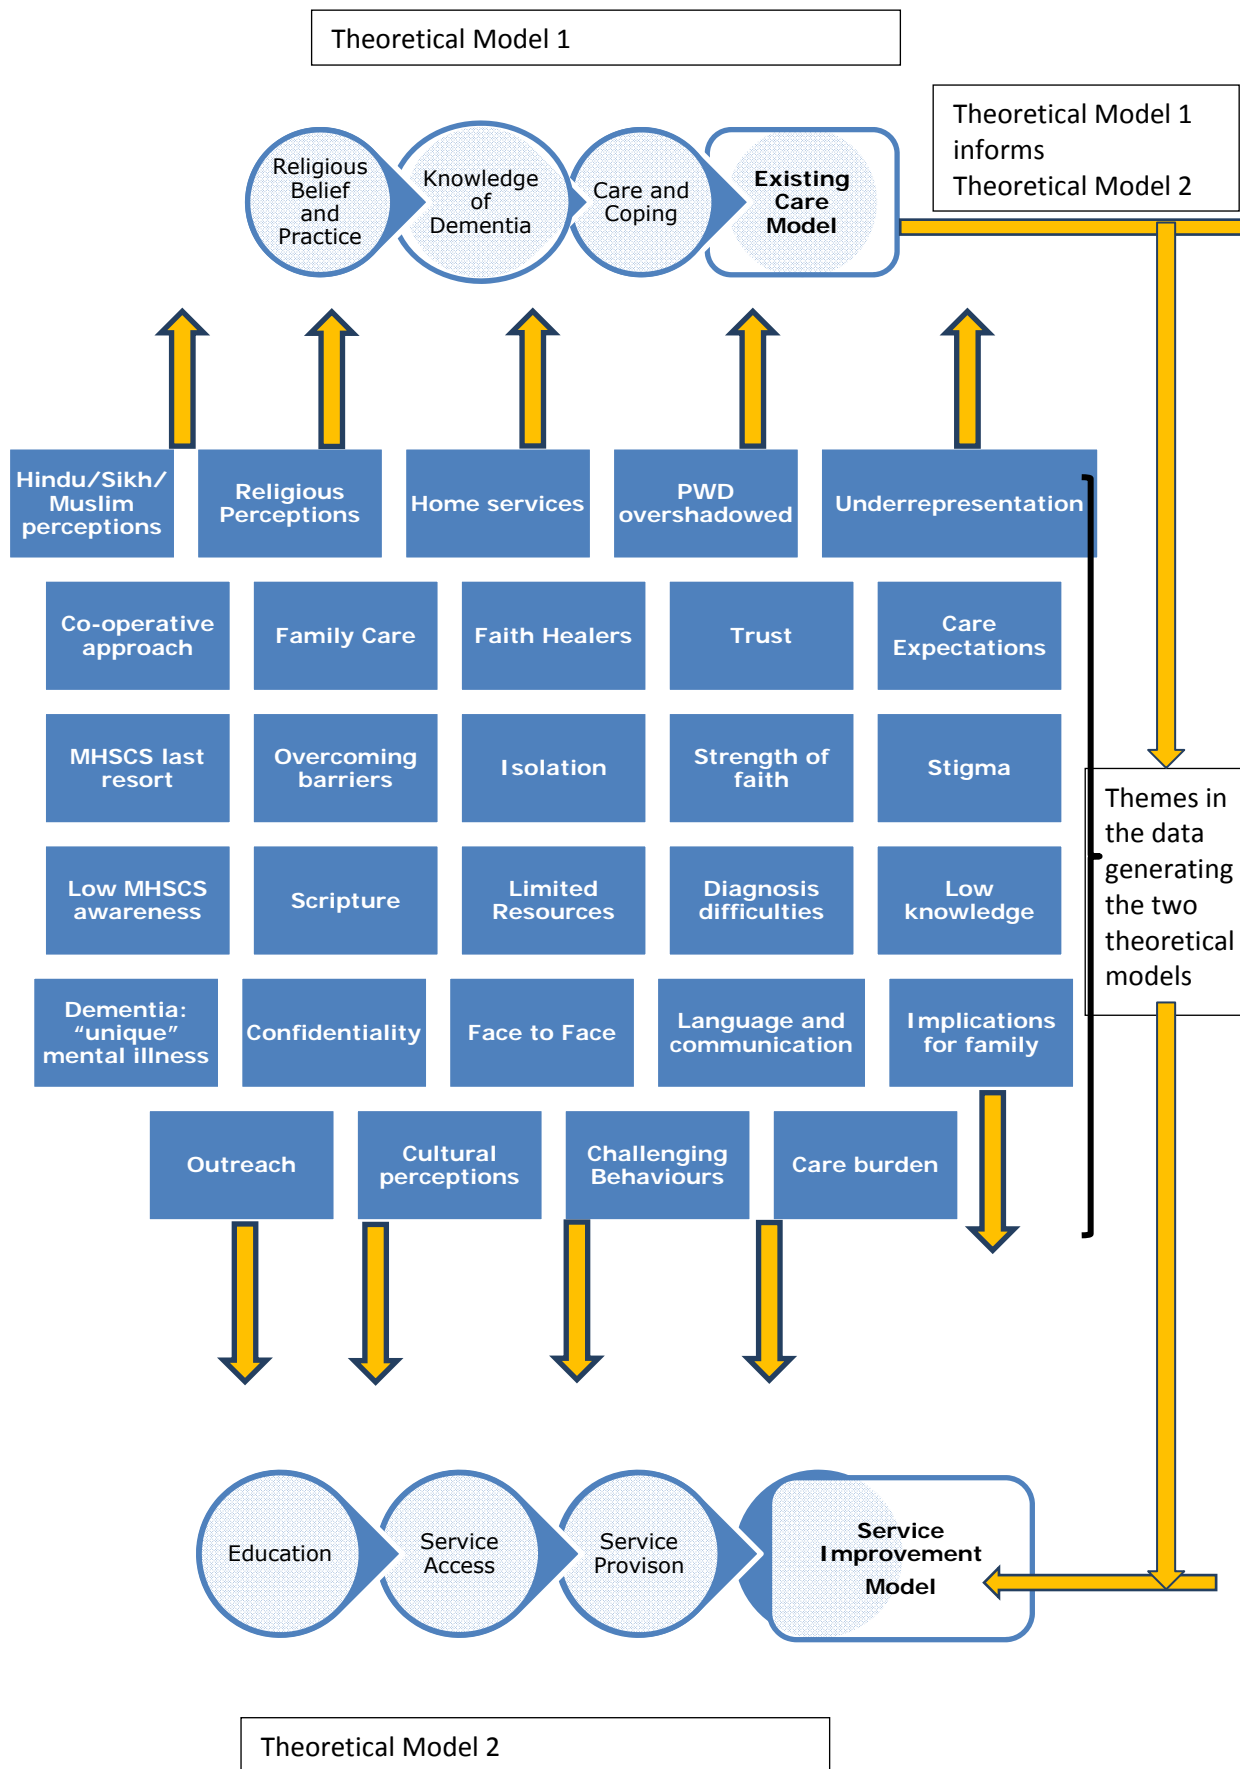 Theoretical Model 1
Theoretical Model 1
informs
Theoretical Model 2
Religious
Belief
and
Practice
Knowledge
of
Dementia
Care and
Coping
Existing
Care
Model
Hindu/Sikh/
Muslim
perceptions
Religious
Perceptions
Home services
PWD
overshadowed
Underrepresentation
Co-operative
approach
Family Care
Faith Healers
Trust
Care
Expectations
MHSCS last
resort
Overcoming
barriers
Isolation
Strength of
faith
Stigma
Themes in
the data
generating
the two
theoretical
models
Low MHSCS
awareness
Scripture
Limited
Resources
Diagnosis
difficulties
Low
knowledge
Dementia:
“unique”
mental illness
Confidentiality
Face to Face
Language and
communication
Implications
for family
Outreach
Cultural
perceptions
Challenging
Behaviours
Care burden
Education
Service
Access
Service
Provison
Service
Improvement
Model
Theoretical Model 2